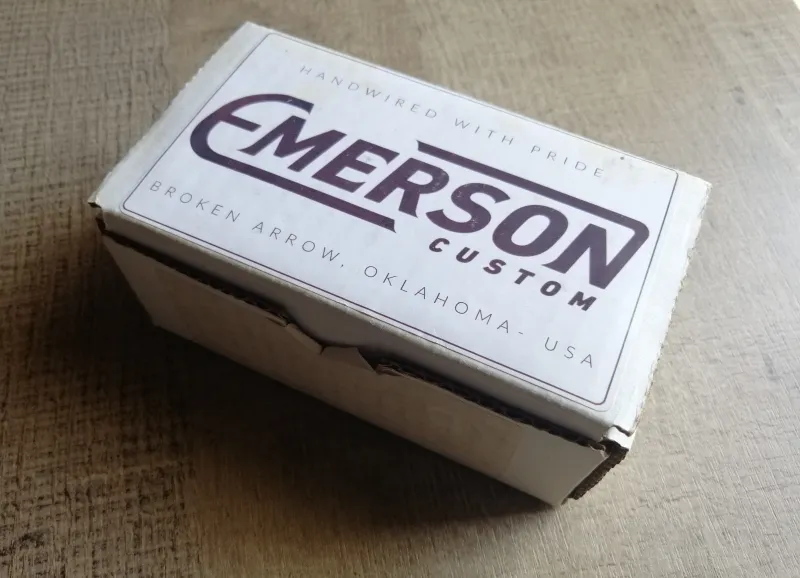 HANDWIRED WITH PRIDE
EMERSON
CUSTOM
BROKEN ARROW, OKLAHOMA- USA